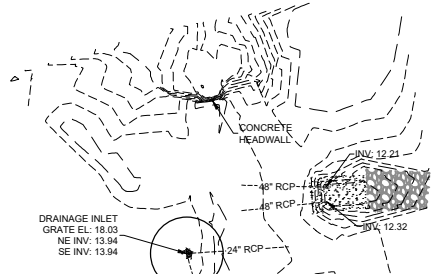 CONCRETE
HEADWALL
INV: 12.21
48" RCP
48" RCP
INV: 12.32
DRAINAGE INLET
GRATE EL: 18.03
NE INV: 13.94
SE INV: 13.94
24" RCP